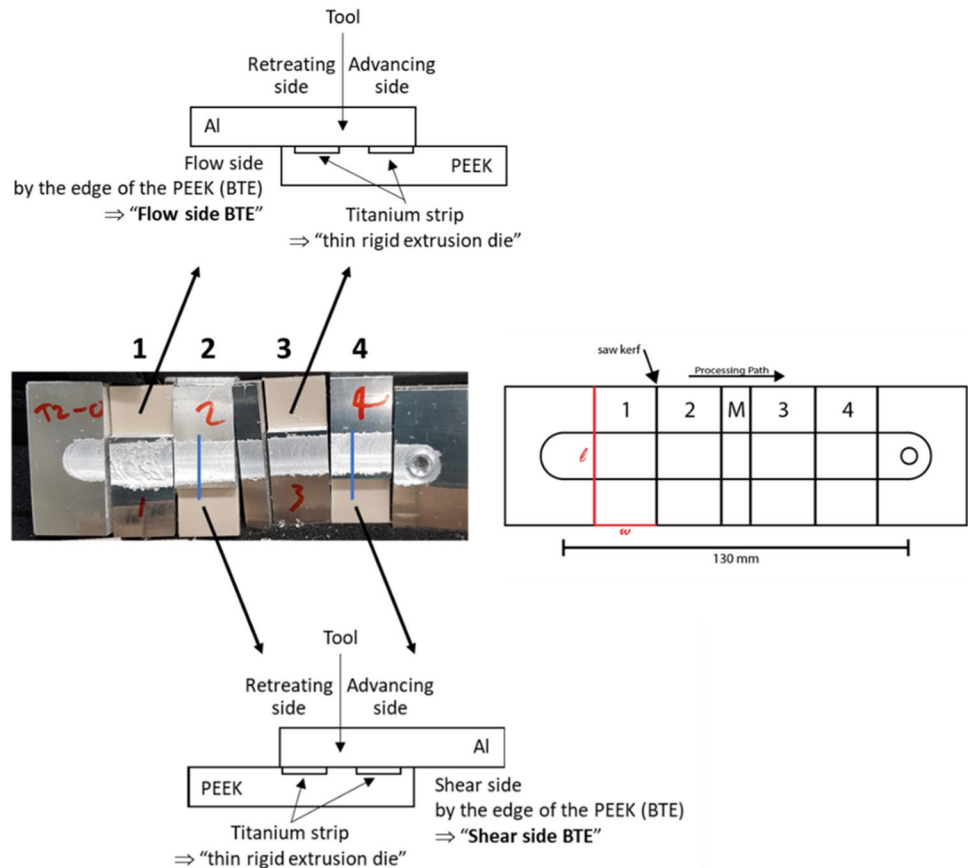 Tool
Retreating side
Advancing side
Al
PEEK
Flow side
by the edge of the PEEK (BTE)
⇒ “Flow side BTE”
Titanium strip
⇒ “thin rigid extrusion die”
1 2 3 4
T2-0
2
4
1
3
saw kerf
Processing Path
1 2 M 3 4
ℓ
w
130 mm
Tool
Retreating side
Advancing side
Al
PEEK
Shear side
by the edge of the PEEK (BTE)
⇒ “Shear side BTE”
Titanium strip
⇒ “thin rigid extrusion die”